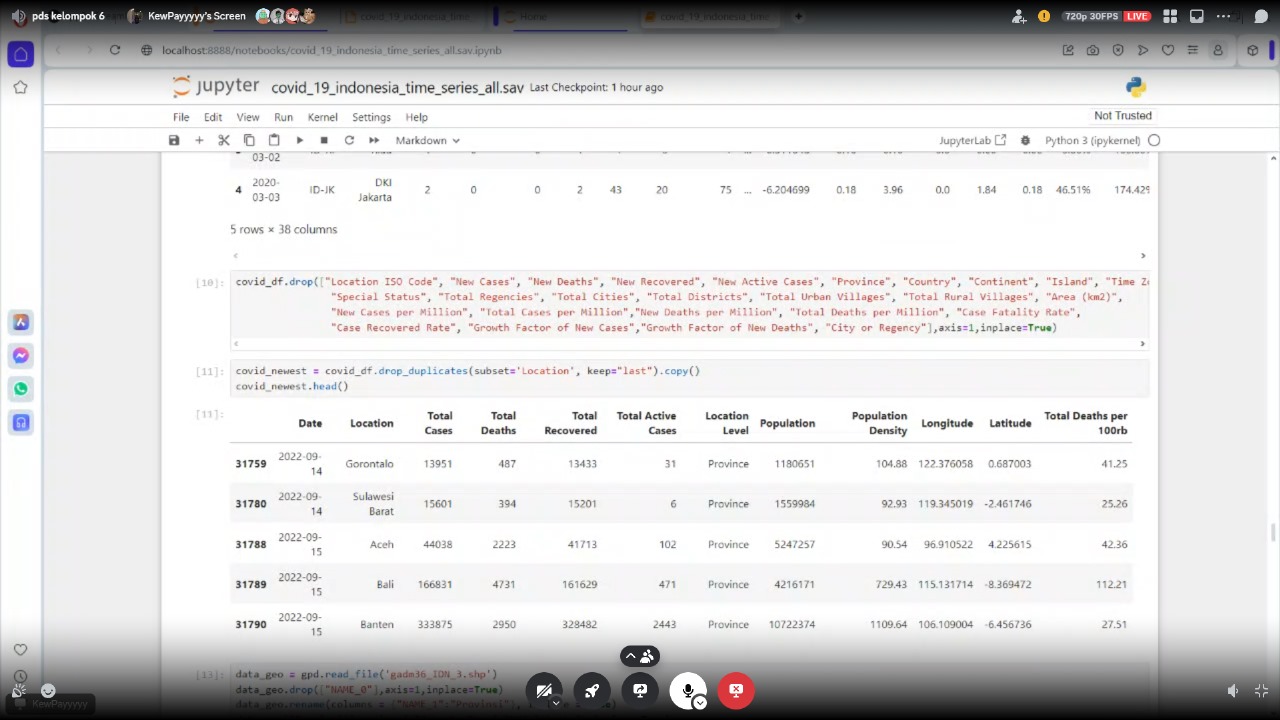 pds kelompok 6
KewPayyyyy's Screen
covid_19_indonesia_time
Home
covid_19_indonesia_time
720p 30FPS LIVE
localhost:8888/notebooks/covid_19_indonesia_time_series_all.sav.ipynb
jupyter covid_19_indonesia_time_series_all.sav Last Checkpoint: 1 hour ago
File Edit View Run Kernel Settings Help
Not Trusted
Markdown
JupyterLab
Python 3 (ipykernel)
03-02
4 2020-03-03 ID-JK DKI Jakarta 2 0 0 2 43 20 75 ... -6.204699 0.18 3.96 0.0 1.84 0.18 46.51% 174.429
5 rows × 38 columns
[10]: covid_df.drop(["Location ISO Code", "New Cases", "New Deaths", "New Recovered", "New Active Cases", "Province", "Country", "Continent", "Island", "Time Z
"Special Status", "Total Regencies", "Total Cities", "Total Districts", "Total Urban Villages", "Total Rural Villages", "Area (km2)",
"New Cases per Million", "Total Cases per Million","New Deaths per Million", "Total Deaths per Million", "Case Fatality Rate",
"Case Recovered Rate", "Growth Factor of New Cases","Growth Factor of New Deaths", "City or Regency"],axis=1,inplace=True)
[11]: covid_newest = covid_df.drop_duplicates(subset='Location', keep="last").copy()
covid_newest.head()
[11]:
Date Location Total Cases Total Deaths Total Recovered Total Active Cases Location Level Population Population Density Longitude Latitude Total Deaths per 100rb
31759 2022-09-14 Gorontalo 13951 487 13433 31 Province 1180651 104.88 122.376058 0.687003 41.25
31780 2022-09-14 Sulawesi Barat 15601 394 15201 6 Province 1559984 92.93 119.345019 -2.461746 25.26
31788 2022-09-15 Aceh 44038 2223 41713 102 Province 5247257 90.54 96.910522 4.225615 42.36
31789 2022-09-15 Bali 166831 4731 161629 471 Province 4216171 729.43 115.131714 -8.369472 112.21
31790 2022-09-15 Banten 333875 2950 328482 2443 Province 10722374 1109.64 106.109004 -6.456736 27.51
[13]: data_geo = gpd.read_file('gadm36_IDN_3.shp')
data_geo.drop(["NAME_0"],axis=1,inplace=True)
data_geo.rename(columns = {"NAME_1":"Provinsi"},
KewPayyyyy